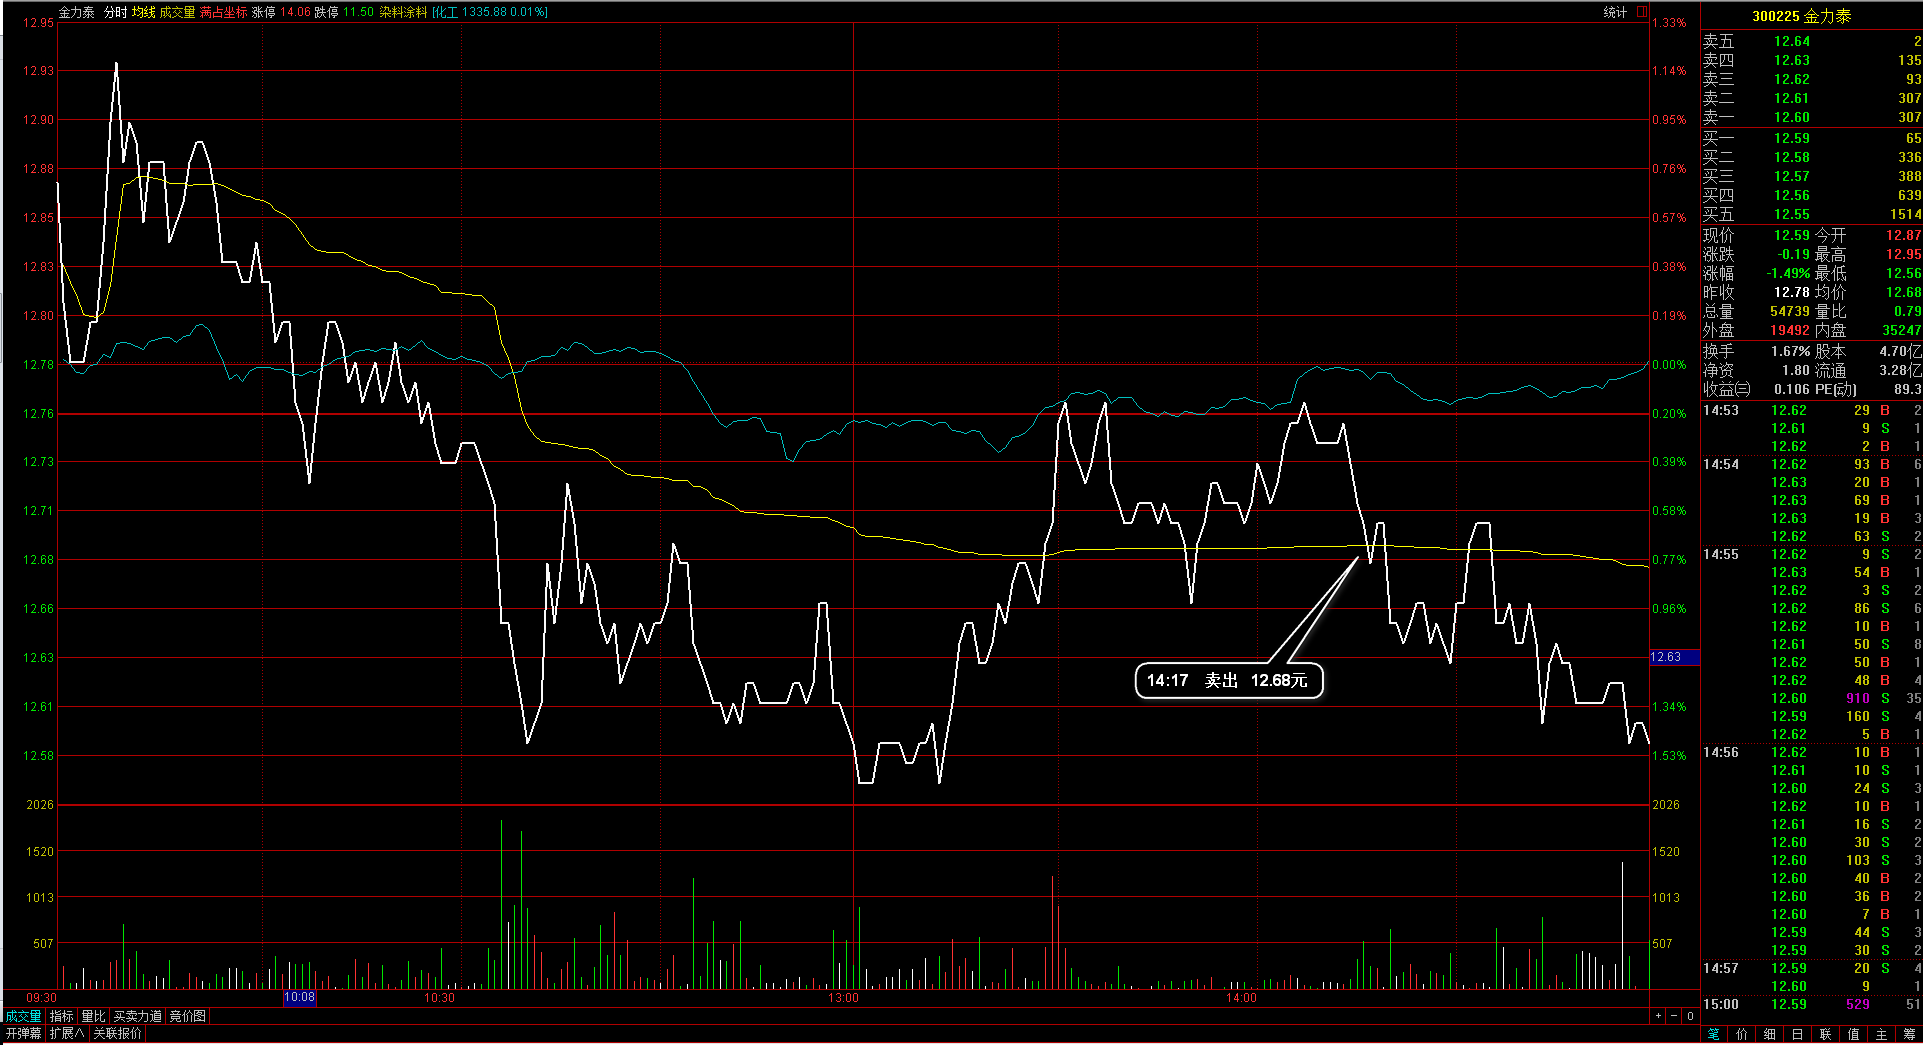 金力泰 分时 均线 成交量 满占坐标 涨停 14.06 跌停 11.50 染料涂料 [化工 1335.88 0.01%] 统计
12.95 1.33%
12.93 1.14%
12.90 0.95%
12.88 0.76%
12.85 0.57%
12.83 0.38%
12.80 0.19%
12.78 0.00%
12.76 0.20%
12.73 0.39%
12.71 0.58%
12.68 0.77%
12.66 0.96%
12.63 12.63
12.61 1.34%
12.58 1.53%
2026 2026
1520 1520
1013 1013
507 507
14:17 卖出 12.68元
09:30 10:08 10:30 13:00 14:00
成交量 指标 量比 买卖力道 竞价图 + - 0
开弹幕 扩展∧ 关联报价
300225 金力泰
卖五 12.64 2
卖四 12.63 135
卖三 12.62 93
卖二 12.61 307
卖一 12.60 307
买一 12.59 65
买二 12.58 336
买三 12.57 388
买四 12.56 639
买五 12.55 1514
现价 12.59 今开 12.87
涨跌 -0.19 最高 12.95
涨幅 -1.49% 最低 12.56
昨收 12.78 均价 12.68
总量 54739 量比 0.79
外盘 19492 内盘 35247
换手 1.67% 股本 4.70亿
净资 1.80 流通 3.28亿
收益㊂ 0.106 PE(动) 89.3
14:53 12.62 29 B 2
12.61 9 S 1
12.62 2 B 1
14:54 12.62 93 B 6
12.63 20 B 1
12.63 69 B 1
12.63 19 B 3
12.62 63 S 2
14:55 12.62 9 S 2
12.63 54 B 1
12.62 3 S 2
12.62 86 S 6
12.62 10 B 1
12.61 50 S 8
12.62 50 B 1
12.62 48 B 4
12.60 910 S 35
12.59 160 S 4
12.62 5 B 1
14:56 12.62 10 B 1
12.61 10 S 1
12.60 24 S 3
12.62 10 B 1
12.61 16 S 2
12.60 30 S 2
12.60 103 S 3
12.60 40 B 2
12.60 36 B 2
12.60 7 B 1
12.59 44 S 3
12.59 30 S 2
14:57 12.59 20 S 4
12.60 9 1
15:00 12.59 529 51
笔 价 细 日 联 值 主 筹